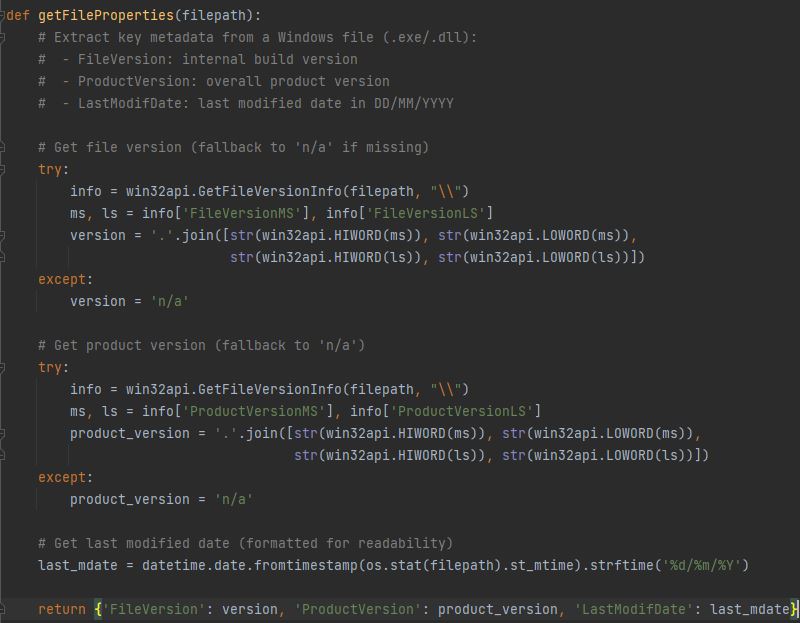 def getFileProperties(filepath):
    # Extract key metadata from a Windows file (.exe/.dll):
    #  - FileVersion: internal build version
    #  - ProductVersion: overall product version
    #  - LastModifDate: last modified date in DD/MM/YYYY

    # Get file version (fallback to 'n/a' if missing)
    try:
        info = win32api.GetFileVersionInfo(filepath, "\\")
        ms, ls = info['FileVersionMS'], info['FileVersionLS']
        version = '.'.join([str(win32api.HIWORD(ms)), str(win32api.LOWORD(ms)),
                            str(win32api.HIWORD(ls)), str(win32api.LOWORD(ls))])
    except:
        version = 'n/a'

    # Get product version (fallback to 'n/a')
    try:
        info = win32api.GetFileVersionInfo(filepath, "\\")
        ms, ls = info['ProductVersionMS'], info['ProductVersionLS']
        product_version = '.'.join([str(win32api.HIWORD(ms)), str(win32api.LOWORD(ms)),
                                    str(win32api.HIWORD(ls)), str(win32api.LOWORD(ls))])
    except:
        product_version = 'n/a'

    # Get last modified date (formatted for readability)
    last_mdate = datetime.date.fromtimestamp(os.stat(filepath).st_mtime).strftime('%d/%m/%Y')

    return {'FileVersion': version, 'ProductVersion': product_version, 'LastModifDate': last_mdate}